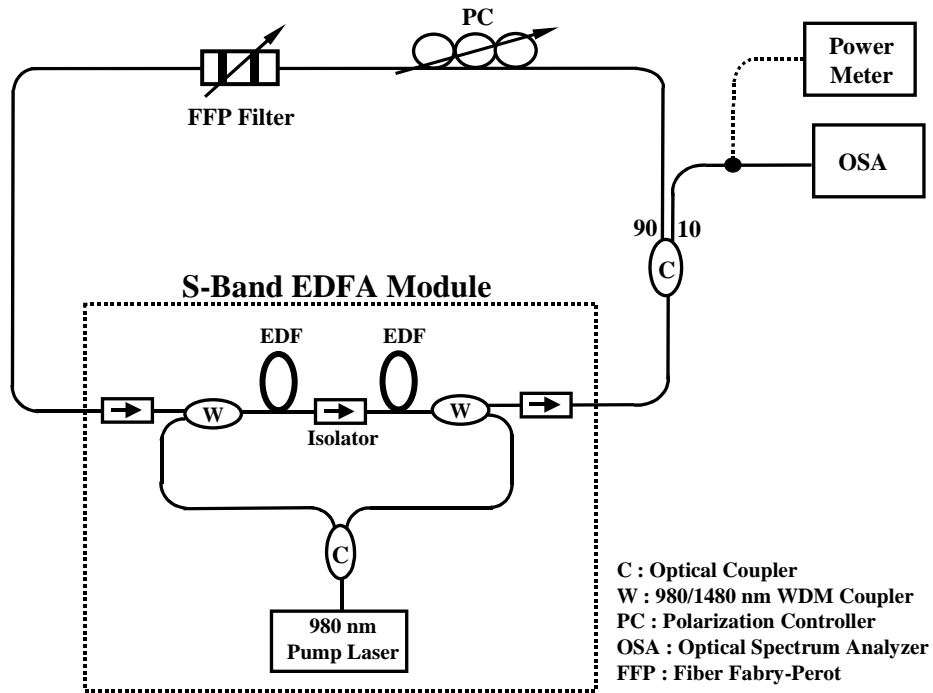 PC
Power
Meter
FFP Filter
OSA
90 10
C
S-Band EDFA Module
EDF EDF
W W
Isolator
C
980 nm
Pump Laser
C : Optical Coupler
W : 980/1480 nm WDM Coupler
PC : Polarization Controller
OSA : Optical Spectrum Analyzer
FFP : Fiber Fabry-Perot